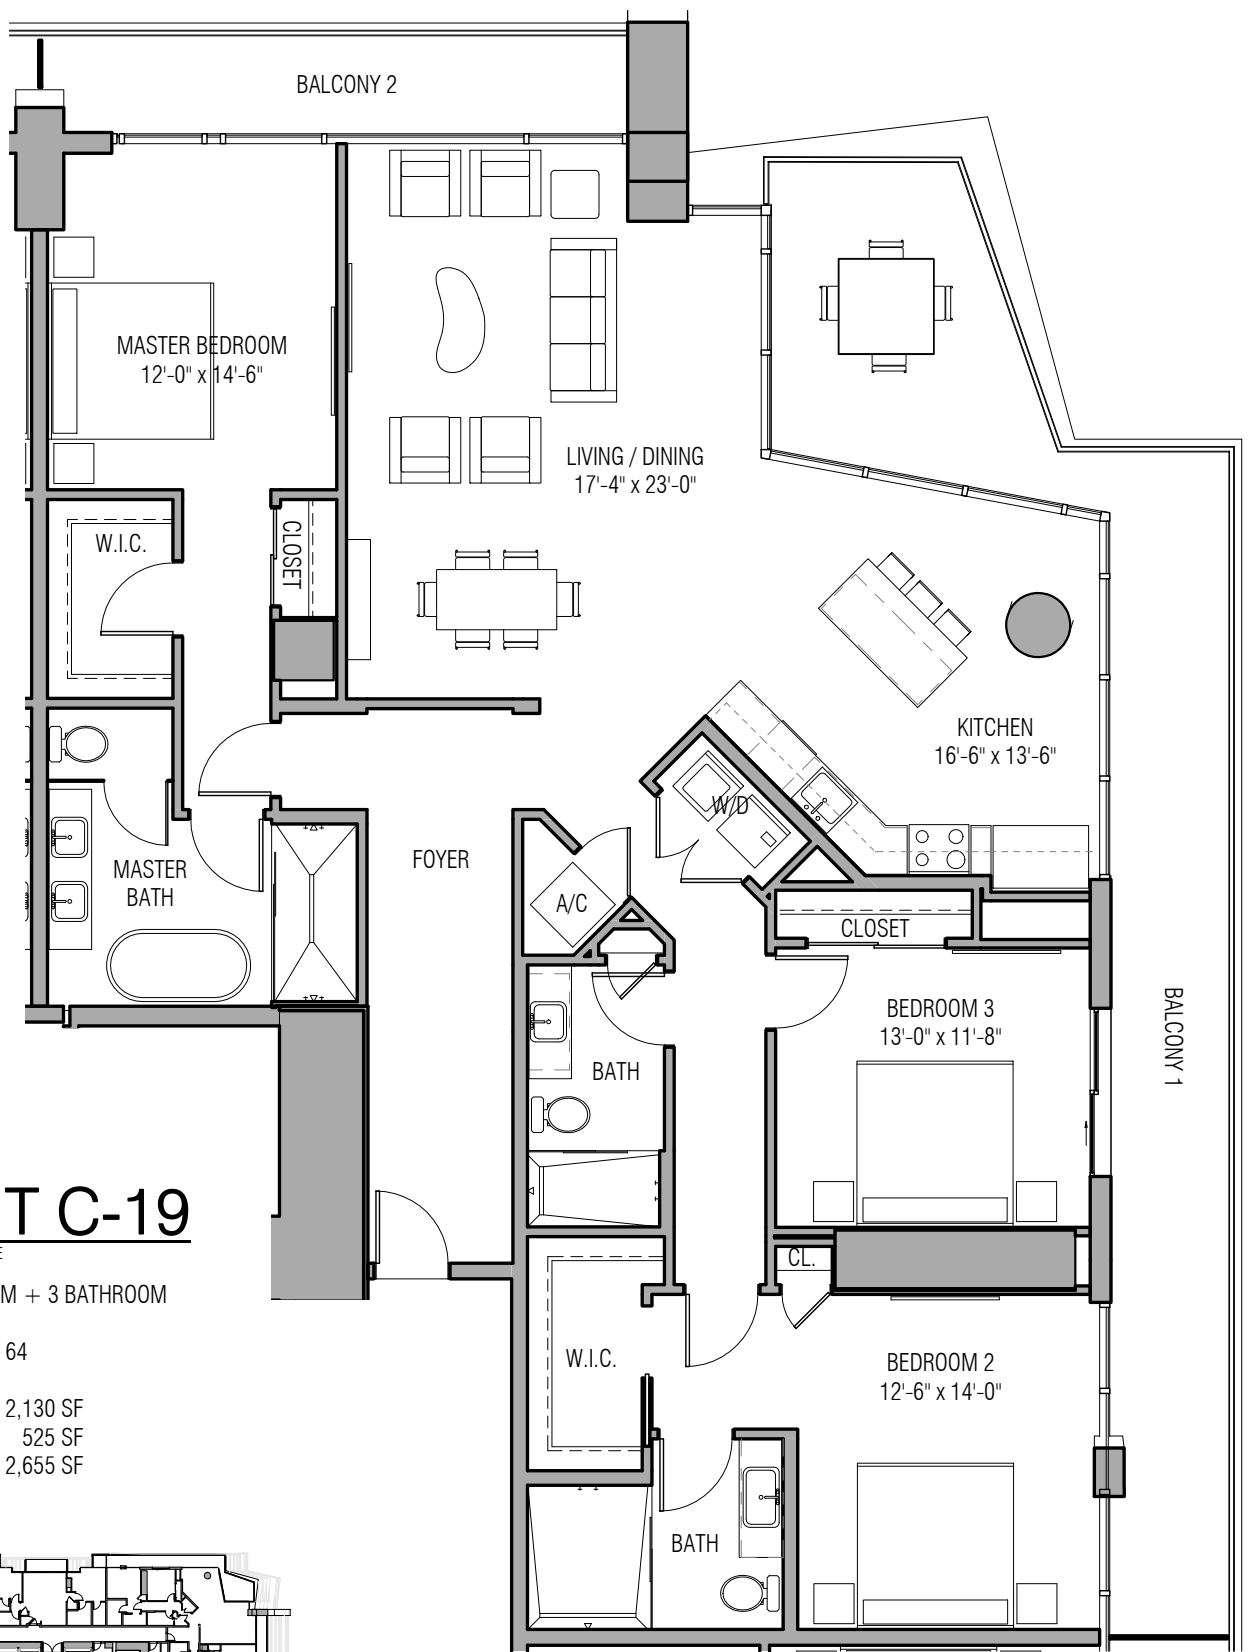 BALCONY 2
MASTER BEDROOM
12'-0" x 14'-6"
LIVING / DINING
17'-4" x 23'-0"
W.I.C.
CLOSET
KITCHEN
16'-6" x 13'-6"
W/D
FOYER
MASTER
BATH
A/C
CLOSET
BEDROOM 3
13'-0" x 11'-8"
BALCONY 1
BATH
T C-19
E
M + 3 BATHROOM
64
2,130 SF
525 SF
2,655 SF
CL.
W.I.C.
BEDROOM 2
12'-6" x 14'-0"
BATH